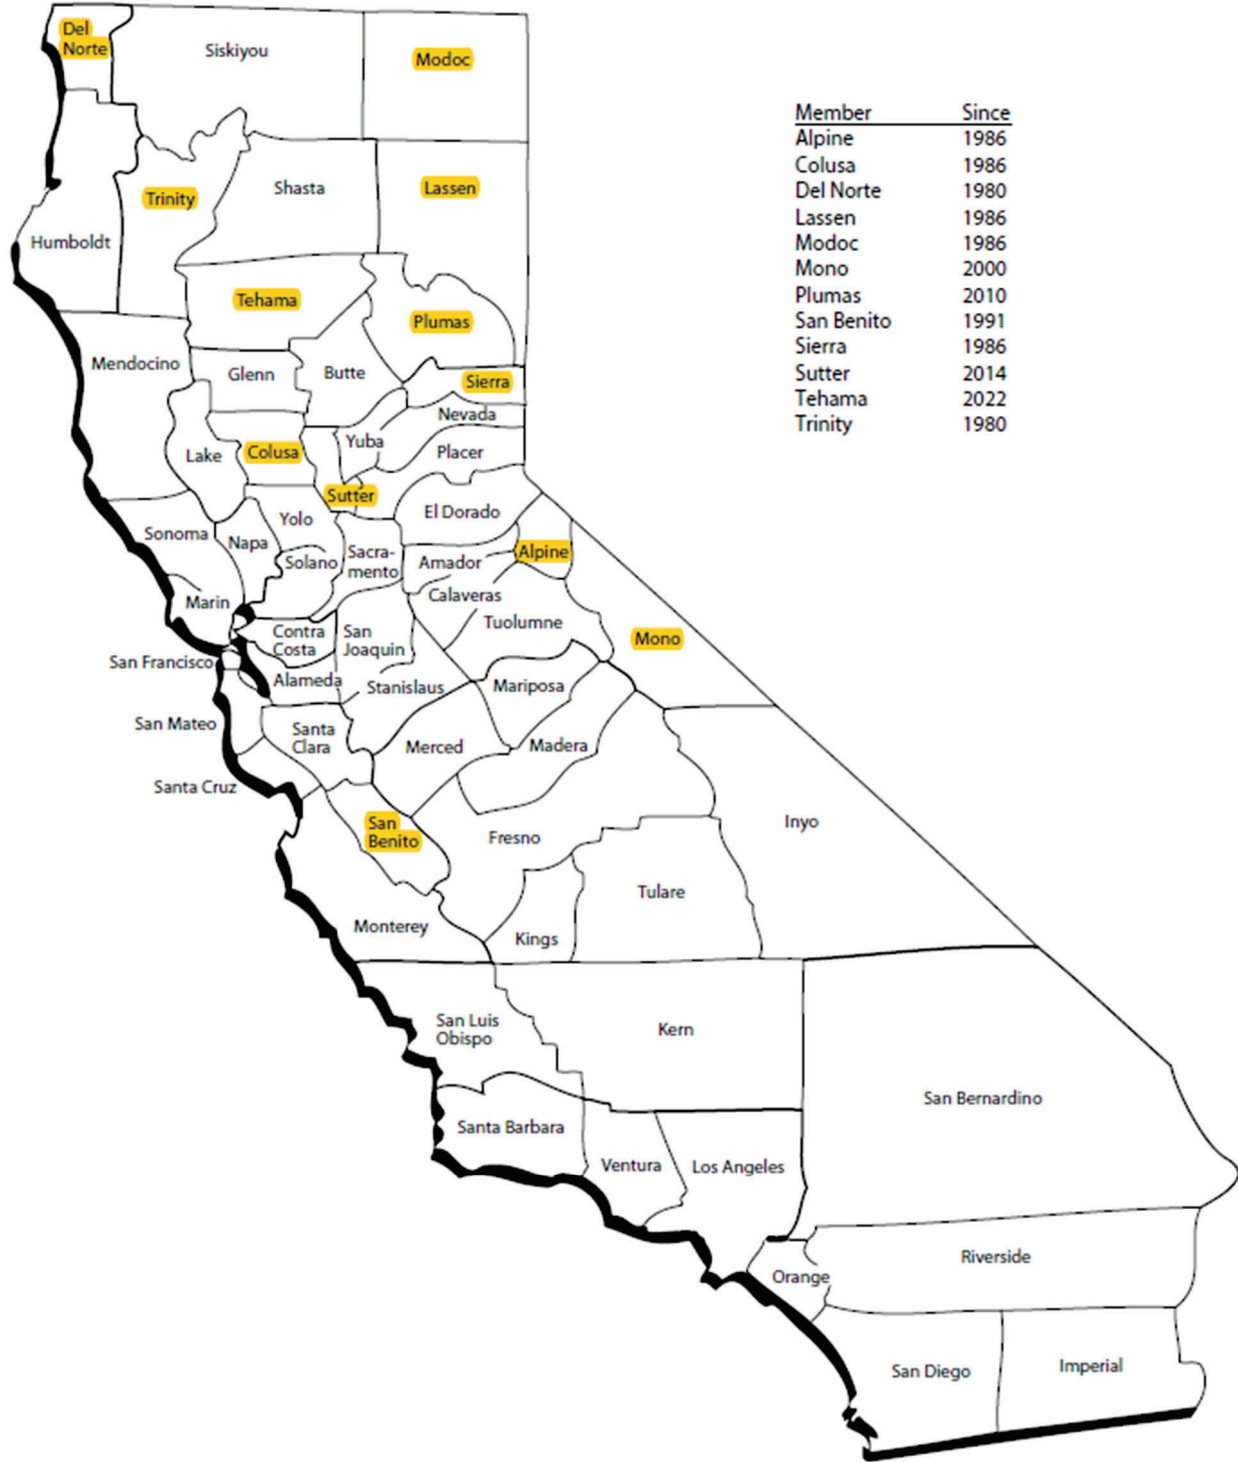 Del
Norte
Siskiyou
Modoc
Member Since
Alpine 1986
Colusa 1986
Del Norte 1980
Lassen 1986
Modoc 1986
Mono 2000
Plumas 2010
San Benito 1991
Sierra 1986
Sutter 2014
Tehama 2022
Trinity 1980
Trinity
Shasta
Lassen
Humboldt
Tehama
Plumas
Mendocino
Glenn
Butte
Sierra
Nevada
Lake
Colusa
Yuba
Placer
Sutter
El Dorado
Sonoma
Napa
Yolo
Solano
Sacra-
mento
Amador
Alpine
Calaveras
Marin
Tuolumne
Mono
Contra
Costa
San
Joaquin
San Francisco
Alameda
Stanislaus
Mariposa
San Mateo
Santa
Clara
Merced
Madera
Santa Cruz
San
Benito
Fresno
Inyo
Tulare
Monterey
Kings
San Luis
Obispo
Kern
San Bernardino
Santa Barbara
Ventura
Los Angeles
Riverside
Orange
San Diego
Imperial